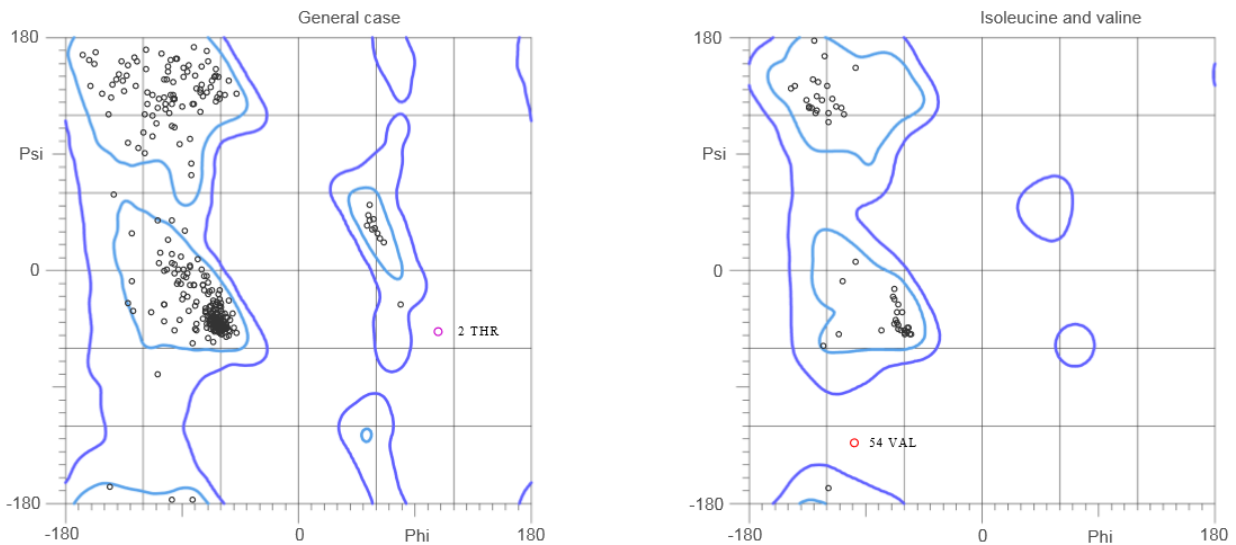 General case
180
Psi
0
2 THR
-180
-180
0
Phi
180
Isoleucine and valine
180
Psi
0
54 VAL
-180
-180
0
Phi
180